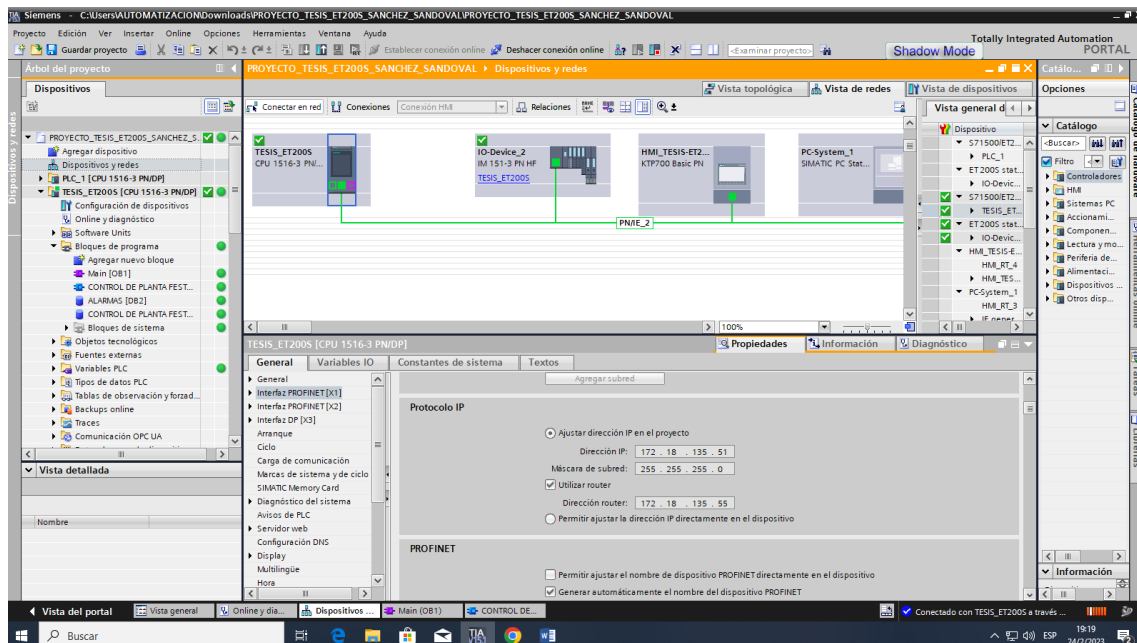 Siemens - C:\Users\AUTOMATIZACION\Downloads\PROYECTO_TESIS_ET200S_SANCHEZ_SANDOVAL\PROYECTO_TESIS_ET200S_SANCHEZ_SANDOVAL
Proyecto Edición Ver Insertar Online Opciones Herramientas Ventana Ayuda
Totally Integrated Automation
PORTAL
Guardar proyecto
Establecer conexión online
Deshacer conexión online
<Examinar proyecto>
Shadow Mode
Árbol del proyecto
PROYECTO_TESIS_ET200S_SANCHEZ_SANDOVAL
Dispositivos y redes
Catálo...
Dispositivos
Vista topológica
Vista de redes
Vista de dispositivos
Opciones
Conectar en red
Conexiones
Conexión HMI
Relaciones
Vista general d
PROYECTO_TESIS_ET200S_SANCHEZ_S...
Agregar dispositivo
Dispositivos y redes
PLC_1 [CPU 1516-3 PN/DP]
TESIS_ET200S [CPU 1516-3 PN/DP]
Configuración de dispositivos
Online y diagnóstico
Software Units
Bloques de programa
Agregar nuevo bloque
Main [OB1]
CONTROL DE PLANTA FEST...
ALARMAS [DB2]
CONTROL DE PLANTA FEST...
Bloques de sistema
Objetos tecnológicos
Fuentes externas
Variables PLC
Tipos de datos PLC
Tablas de observación y forzad...
Backups online
Traces
Comunicación OPC UA
Vista detallada
Nombre
TESIS_ET200S
CPU 1516-3 PN/...
IO-Device_2
IM 151-3 PN HF
TESIS_ET200S
HMI_TESIS-ET2...
KTP700 Basic PN
PC-System_1
SIMATIC PC Stat...
PN/IE_2
100%
Dispositivo
S71500/ET2...
PLC_1
ET 200S stat...
IO-Devic...
S71500/ET2...
TESIS_ET...
ET 200S stat...
IO-Devic...
HMI_TESIS-E...
HMI_RT_4
HMI_TES...
PC-System_1
HMI_RT_3
IE gener...
Catálogo
<Buscar>
Filtro
Controladores
HMI
Sistemas PC
Accionami...
Componen...
Lectura y mo...
Periferia de...
Alimentaci...
Dispositivos ...
Otros disp...
Información
TESIS_ET200S [CPU 1516-3 PN/DP]
Propiedades
Información
Diagnóstico
General
Variables IO
Constantes de sistema
Textos
General
Interfaz PROFINET [X1]
Interfaz PROFINET [X2]
Interfaz DP [X3]
Arranque
Ciclo
Carga de comunicación
Marcas de sistema y de ciclo
SIMATIC Memory Card
Diagnóstico del sistema
Avisos de PLC
Servidor web
Configuración DNS
Display
Multilingüe
Hora
Agregar subred
Protocolo IP
Ajustar dirección IP en el proyecto
Dirección IP: 172 . 18 . 135 . 51
Máscara de subred: 255 . 255 . 255 . 0
Utilizar router
Dirección router: 172 . 18 . 135 . 55
Permitir ajustar la dirección IP directamente en el dispositivo
PROFINET
Permitir ajustar el nombre de dispositivo PROFINET directamente en el dispositivo
Generar automáticamente el nombre del dispositivo PROFINET
Vista del portal
Vista general
Online y dia...
Dispositivos ...
Main (OB1)
CONTROL DE...
Conectado con TESIS_ET200S a través ...
Buscar
ESP
19:19
24/2/2023